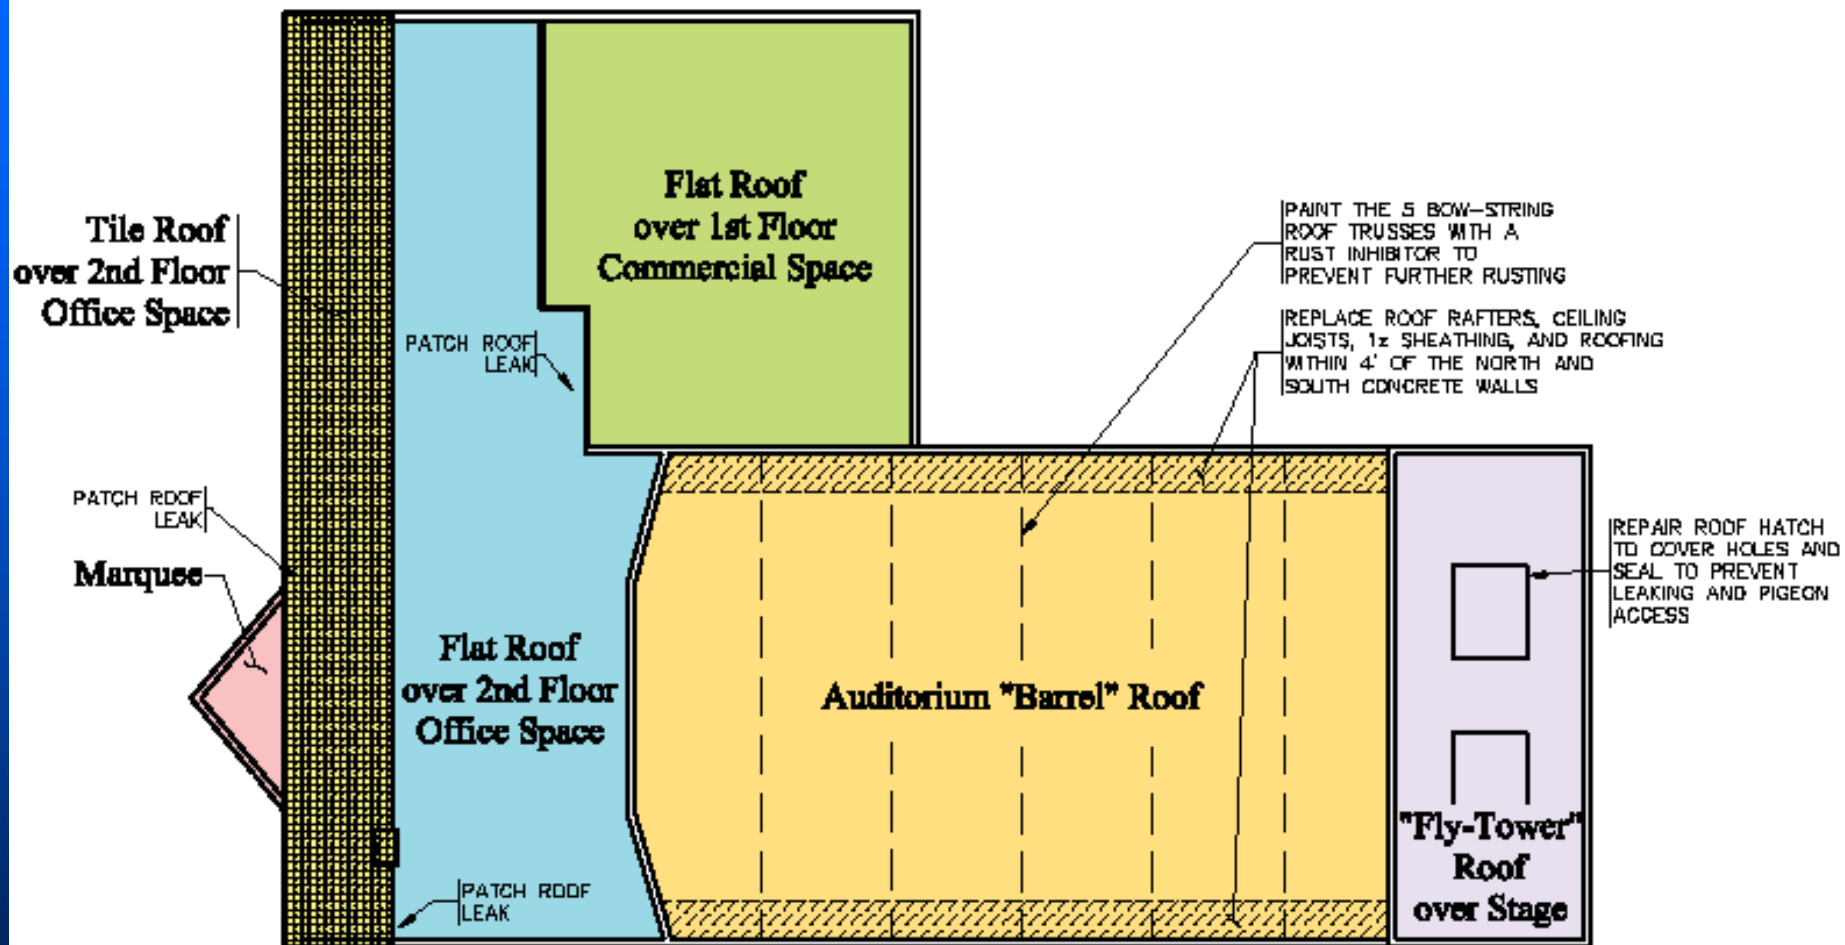 Flat Roof
over 1st Floor
Commercial Space
Tile Roof
over 2nd Floor
Office Space
PAINT THE 5 BOW-STRING
ROOF TRUSSES WITH A
RUST INHIBITOR TO
PREVENT FURTHER RUSTING
REPLACE ROOF RAFTERS, CEILING
JOISTS, 1x SHEATHING, AND ROOFING
WITHIN 4' OF THE NORTH AND
SOUTH CONCRETE WALLS
PATCH ROOF
LEAK
PATCH ROOF
LEAK
Marquee
REPAIR ROOF HATCH
TO COVER HOLES AND
SEAL TO PREVENT
LEAKING AND PIGEON
ACCESS
Flat Roof
over 2nd Floor
Office Space
Auditorium "Barrel" Roof
"Fly-Tower"
Roof
over Stage
PATCH ROOF
LEAK